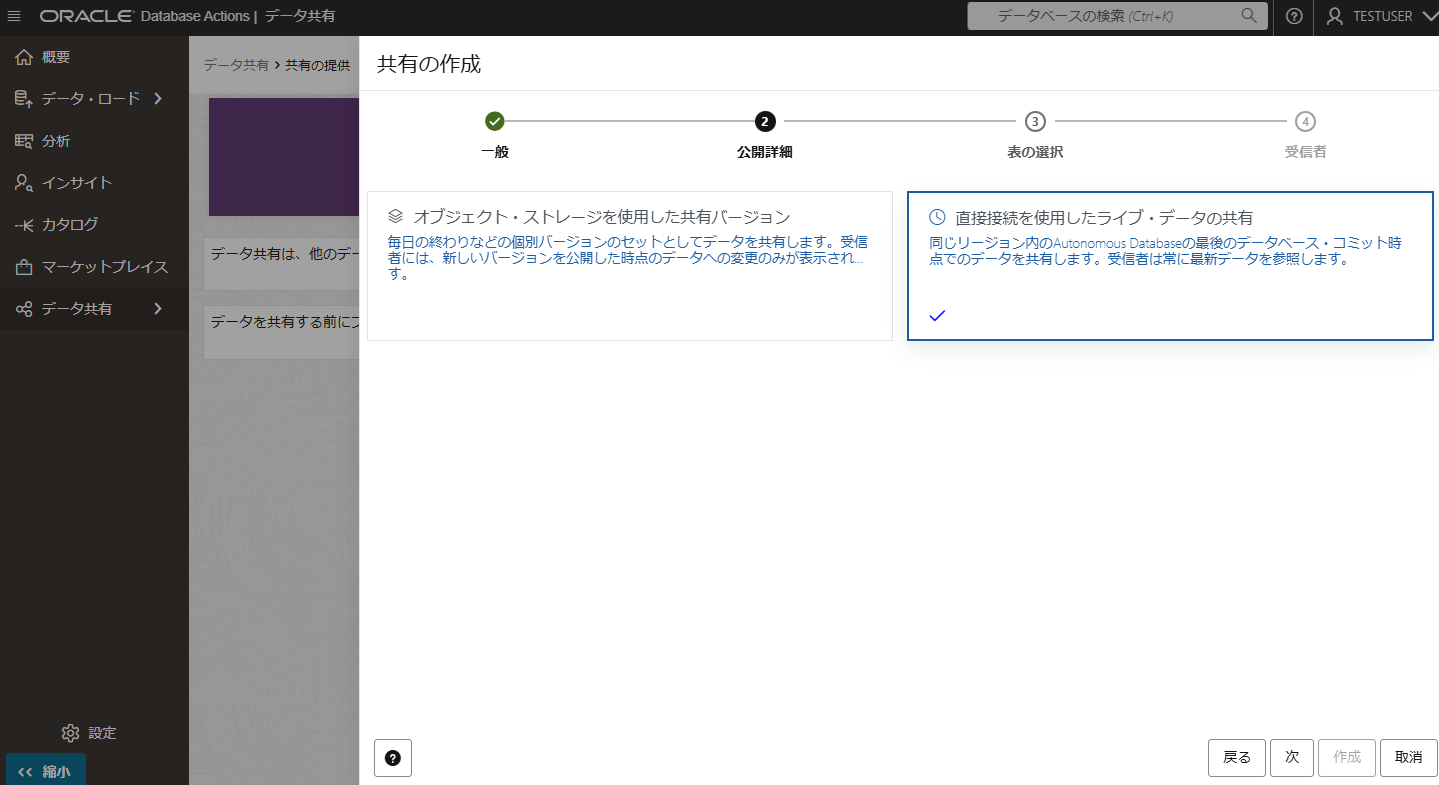 ORACLE Database Actions | データ共有
データベースの検索 (Ctrl+K)
TESTUSER
概要
データ・ロード
分析
インサイト
カタログ
マーケットプレイス
データ共有
設定
縮小
データ共有 › 共有の提供
データ共有は、他のデー
データを共有する前にプ
共有の作成
2
3
4
一般
公開詳細
表の選択
受信者
オブジェクト・ストレージを使用した共有バージョン
毎日の終わりなどの個別バージョンのセットとしてデータを共有します。受信
者には、新しいバージョンを公開した時点のデータへの変更のみが表示され...
す。
直接接続を使用したライブ・データの共有
同じリージョン内のAutonomous Databaseの最後のデータベース・コミット時
点でのデータを共有します。受信者は常に最新データを参照します。
戻る
次
作成
取消